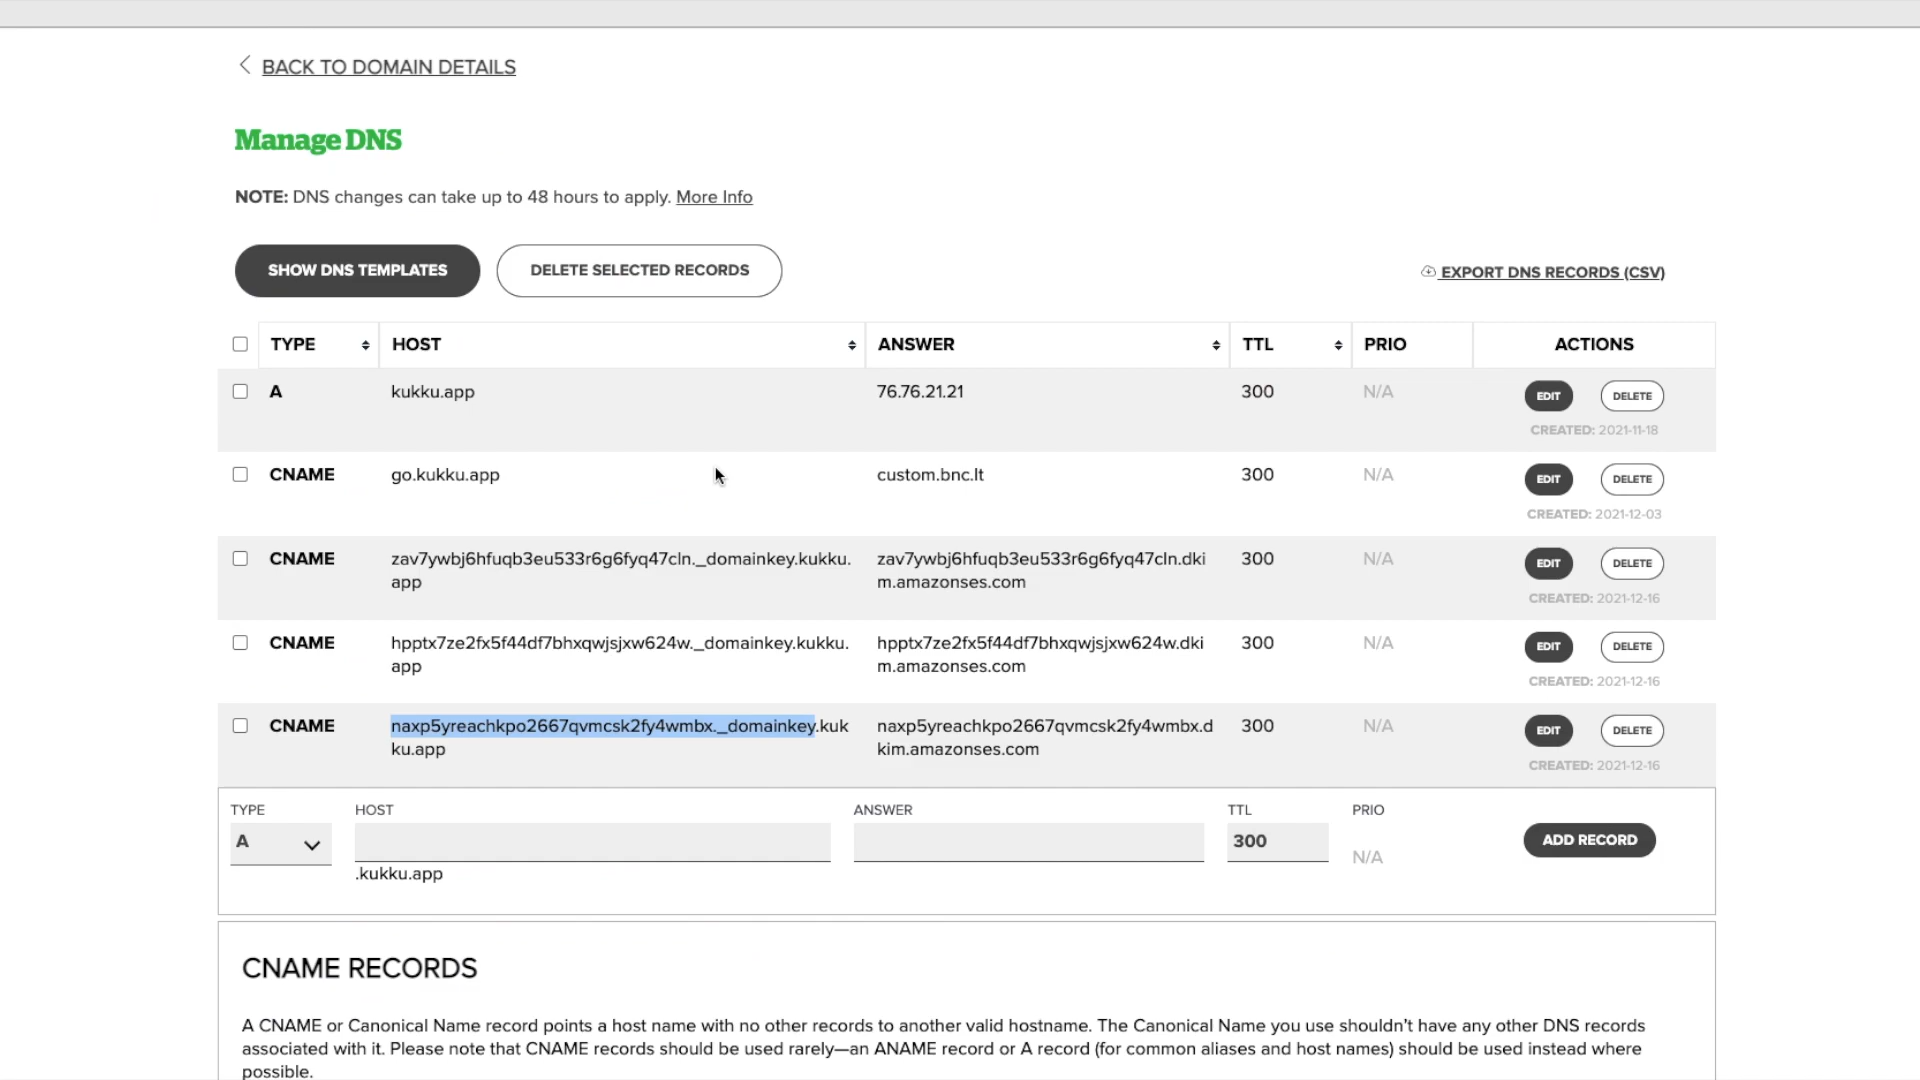 BACK TO DOMAIN DETAILS
Manage DNS
NOTE: DNS changes can take up to 48 hours to apply. More Info
SHOW DNS TEMPLATES DELETE SELECTED RECORDS EXPORT DNS RECORDS (CSV)
TYPE HOST ANSWER TTL PRIO ACTIONS
A kukku.app 76.76.21.21 300 N/A EDIT DELETE
CREATED: 2021-11-18
CNAME go.kukku.app custom.bnc.lt 300 N/A EDIT DELETE
CREATED: 2021-12-03
CNAME zav7ywbj6hfuqb3eu533r6g6fyq47cln._domainkey.kukku. zav7ywbj6hfuqb3eu533r6g6fyq47cln.dki 300 N/A EDIT DELETE
app m.amazonses.com
CREATED: 2021-12-16
CNAME hpptx7ze2fx5f44df7bhxqwjsjxw624w._domainkey.kukku. hpptx7ze2fx5f44df7bhxqwjsjxw624w.dki 300 N/A EDIT DELETE
app m.amazonses.com
CREATED: 2021-12-16
CNAME naxp5yreachkpo2667qvmcsk2fy4wmbx._domainkey.kuk naxp5yreachkpo2667qvmcsk2fy4wmbx.d 300 N/A EDIT DELETE
ku.app kim.amazonses.com
CREATED: 2021-12-16
TYPE HOST ANSWER TTL PRIO
A 300 N/A ADD RECORD
.kukku.app
CNAME RECORDS
A CNAME or Canonical Name record points a host name with no other records to another valid hostname. The Canonical Name you use shouldn't have any other DNS records
associated with it. Please note that CNAME records should be used rarely—an ANAME record or A record (for common aliases and host names) should be used instead where
possible.